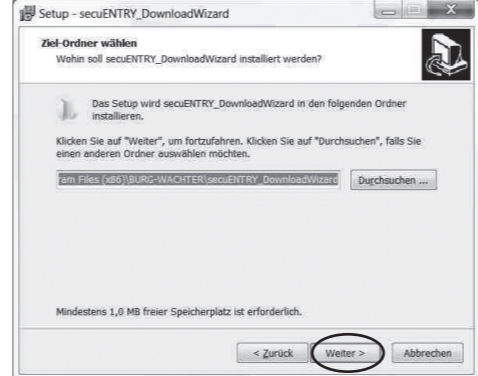 Setup - secuENTRY_DownloadWizard
Ziel-Ordner wählen
Wohin soll secuENTRY_DownloadWizard installiert werden?
Das Setup wird secuENTRY_DownloadWizard in den folgenden Ordner
installieren.
Klicken Sie auf "Weiter", um fortzufahren. Klicken Sie auf "Durchsuchen", falls Sie
einen anderen Ordner auswählen möchten.
ram Files (x86)\BURG-WACHTER\secuENTRY_DownloadWizard Durchsuchen ...
Mindestens 1,0 MB freier Speicherplatz ist erforderlich.
< Zurück Weiter > Abbrechen